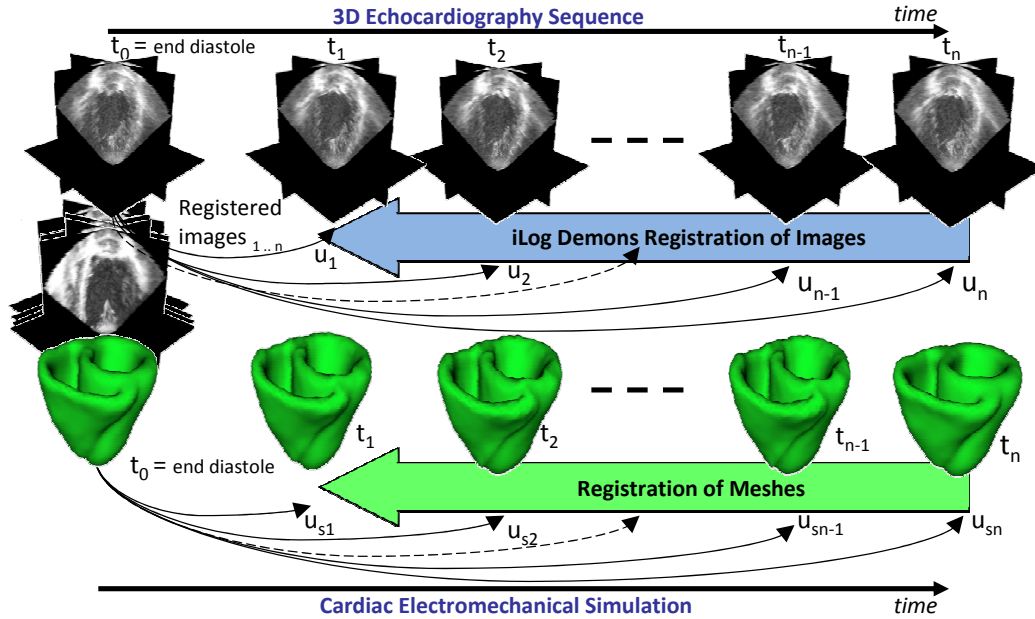 3D Echocardiography Sequence
time
t0 = end diastole
t1
t2
tn-1
tn
Registered
images 1..n
iLog Demons Registration of Images
u1
u2
un-1
un
t1
t2
tn-1
tn
t0 = end diastole
Registration of Meshes
us1
us2
usn-1
usn
Cardiac Electromechanical Simulation
time